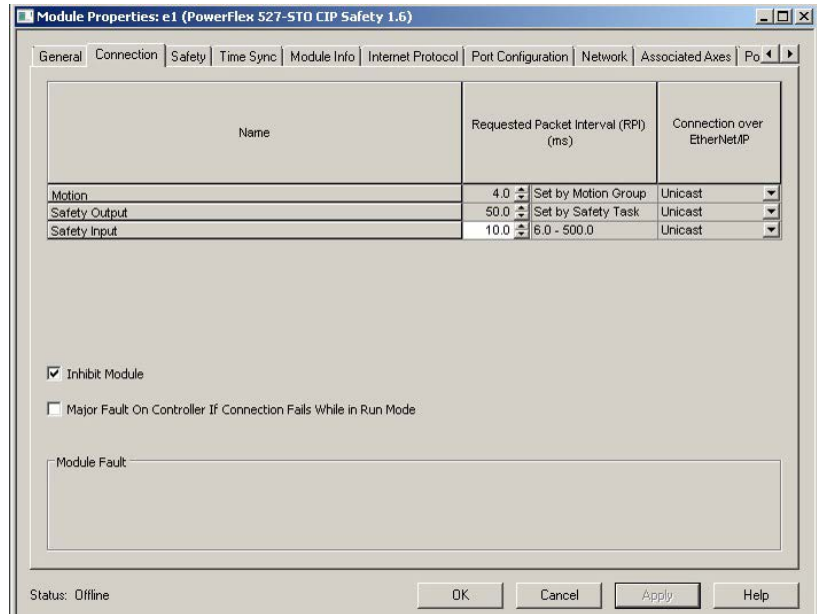 Module Properties: e1 (PowerFlex 527-STO CIP Safety 1.6)
General Connection Safety Time Sync Module Info Internet Protocol Port Configuration Network Associated Axes Po
Name
Requested Packet Interval (RPI)
(ms)
Connection over
EtherNet/IP
Motion 4.0 Set by Motion Group Unicast
Safety Output 50.0 Set by Safety Task Unicast
Safety Input 10.0 6.0 - 500.0 Unicast
Inhibit Module
Major Fault On Controller If Connection Fails While in Run Mode
Module Fault
Status: Offline
OK Cancel Apply Help